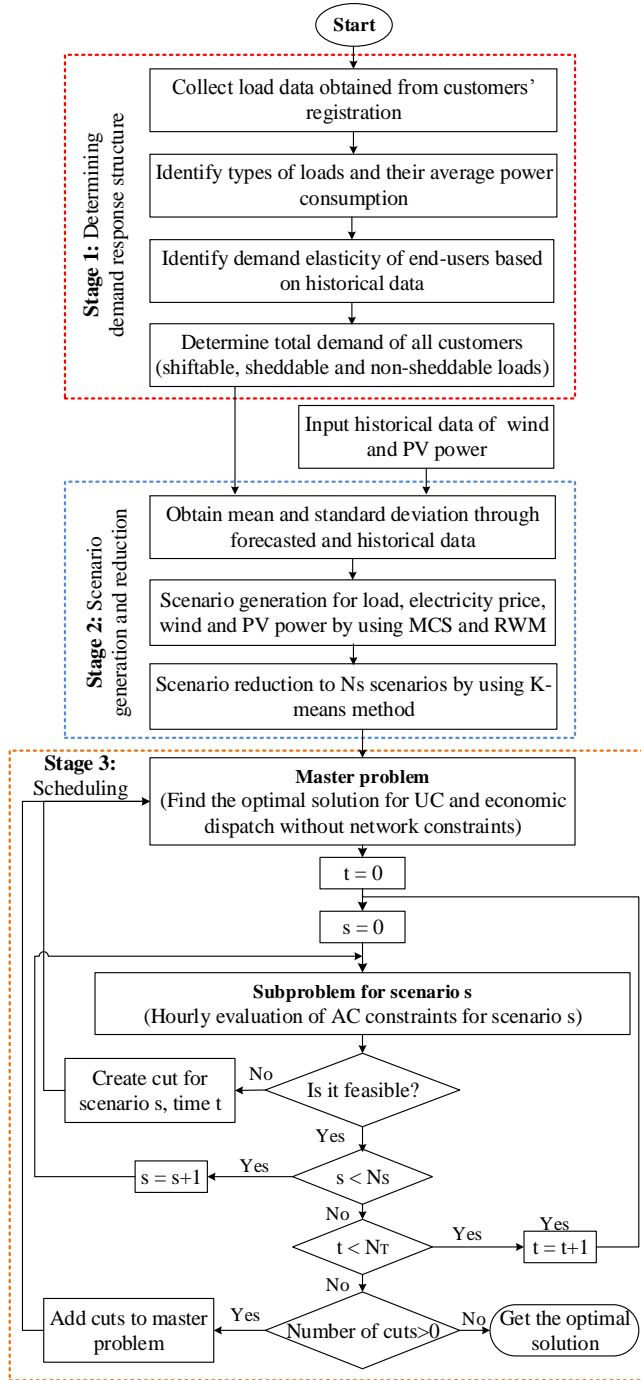 Start
Stage 1: Determining
demand response structure
Collect load data obtained from customers’
registration
Identify types of loads and their average power
consumption
Identify demand elasticity of end-users based
on historical data
Determine total demand of all customers
(shiftable, sheddable and non-sheddable loads)
Input historical data of wind
and PV power
Stage 2: Scenario
generation and reduction
Obtain mean and standard deviation through
forecasted and historical data
Scenario generation for load, electricity price,
wind and PV power by using MCS and RWM
Scenario reduction to Ns scenarios by using K-
means method
Stage 3:
Scheduling
Master problem
(Find the optimal solution for UC and economic
dispatch without network constraints)
t = 0
s = 0
Subproblem for scenario s
(Hourly evaluation of AC constraints for scenario s)
Create cut for
scenario s, time t
No
Is it feasible?
Yes
s = s+1
Yes
s < NS
No
t < NT
Yes
Yes
t = t+1
No
Add cuts to master
problem
Yes
Number of cuts>0
No
Get the optimal
solution